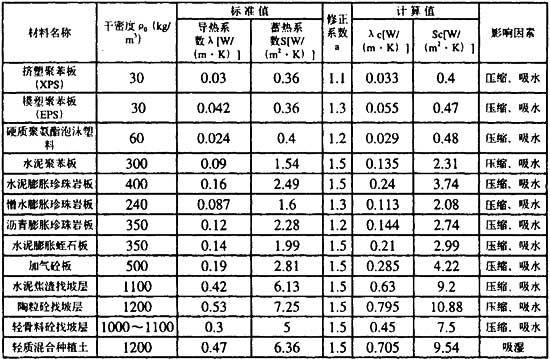 材料名称 干密度ρ₀(kg/m³) 标准值 修正系数a 计算值 影响因素
导热系数λ[W/(m·K)] 蓄热系数S[W/(m²·K)] λc[W/(m·K)] Sc[W/(m²·K)]
挤塑聚苯板(XPS) 30 0.03 0.36 1.1 0.033 0.4 压缩、吸水
模塑聚苯板(EPS) 30 0.042 0.36 1.3 0.055 0.47 压缩、吸水
硬质聚氨酯泡沫塑料 60 0.024 0.4 1.2 0.029 0.48 压缩、吸水
水泥聚苯板 300 0.09 1.54 1.5 0.135 2.31 压缩、吸水
水泥膨胀珍珠岩板 400 0.16 2.49 1.5 0.24 3.74 压缩、吸水
憎水膨胀珍珠岩板 240 0.087 1.6 1.3 0.113 2.08 压缩、吸水
沥青膨胀珍珠岩板 350 0.12 2.28 1.2 0.144 2.74 压缩、吸水
水泥膨胀蛭石板 350 0.14 1.99 1.5 0.21 2.99 压缩、吸水
加气砼板 500 0.19 2.81 1.5 0.285 4.22 压缩、吸水
水泥焦渣找坡层 1100 0.42 6.13 1.5 0.63 9.2 压缩、吸水
陶粒砼找坡层 1200 0.53 7.25 1.5 0.795 10.88 压缩、吸水
轻骨料砼找坡层 1000～1100 0.3 5 1.5 0.45 7.5 压缩、吸水
轻质混合种植土 1200 0.47 6.36 1.5 0.705 9.54 吸湿